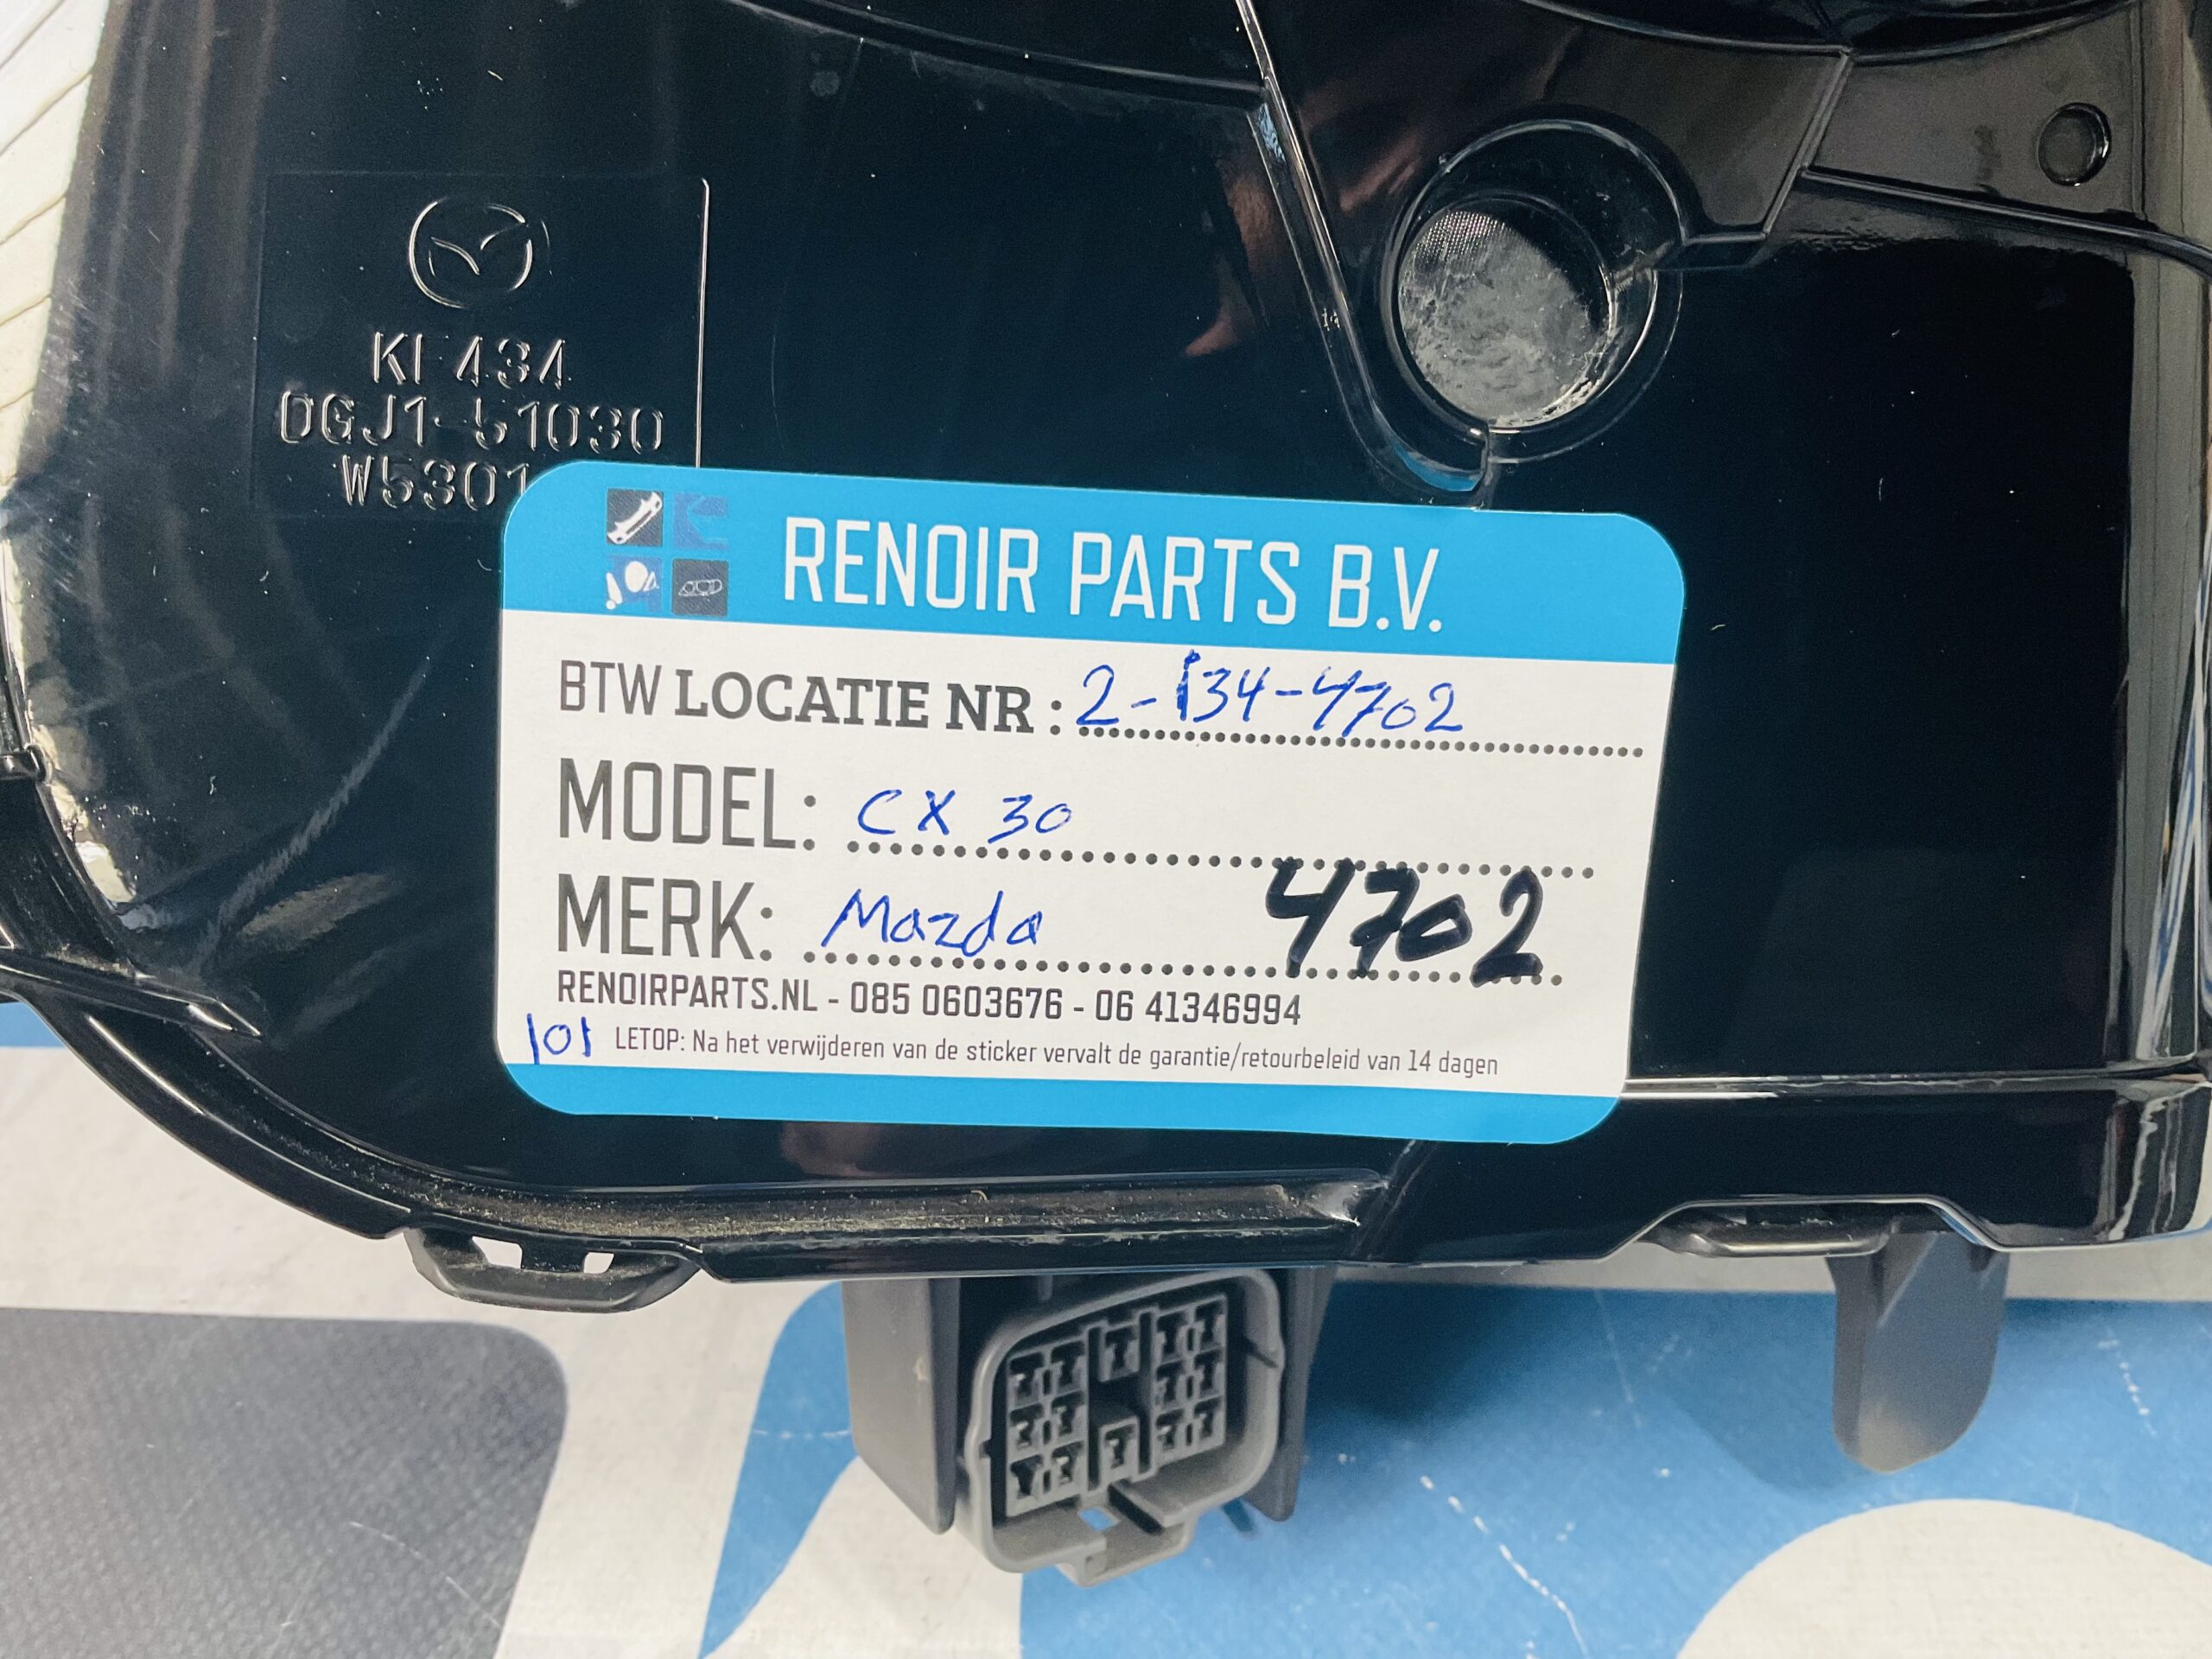 KI 434
DGJ1-51030
W5301
RENOIR PARTS B.V.
BTW LOCATIE NR : 2-134-4702
MODEL: CX 30
MERK: Mazda 4702
RENOIRPARTS.NL - 085 0603676 - 06 41346994
101 LETOP: Na het verwijderen van de sticker vervalt de garantie/retourbeleid van 14 dagen